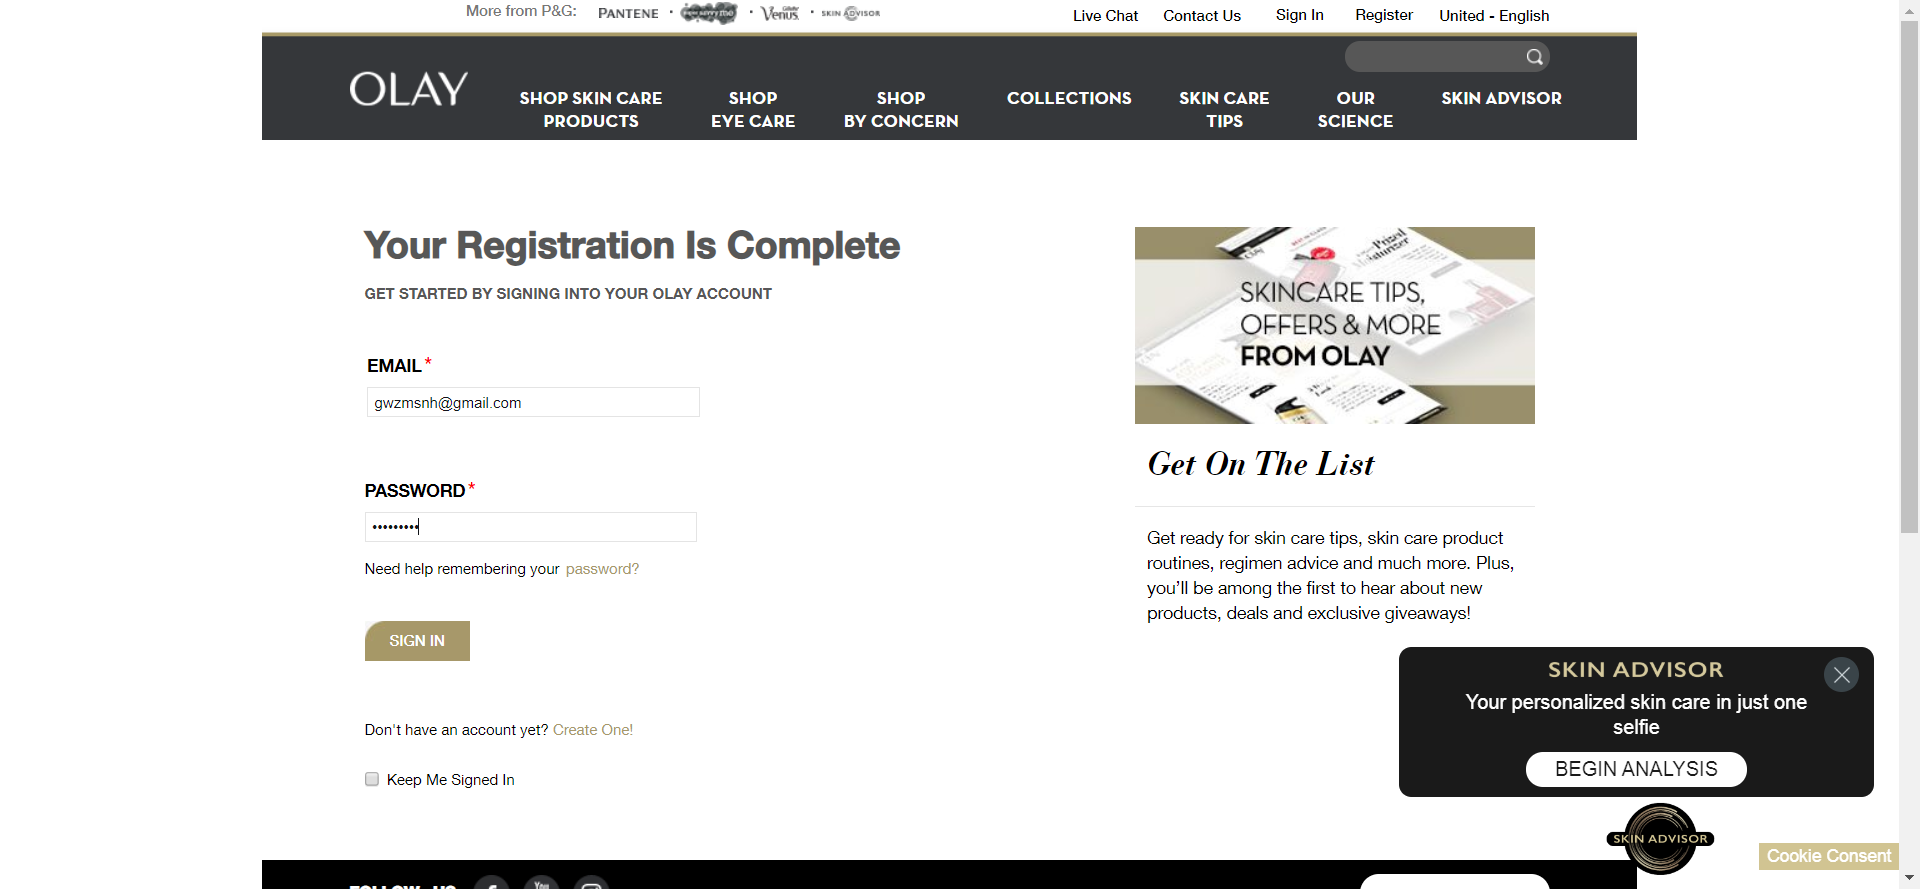 More from P&G: PANTENE · · Venus · SKIN ADVISOR
Live Chat Contact Us Sign In Register United - English
OLAY
SHOP SKIN CARE PRODUCTS
SHOP EYE CARE
SHOP BY CONCERN
COLLECTIONS
SKIN CARE TIPS
OUR SCIENCE
SKIN ADVISOR
Your Registration Is Complete
GET STARTED BY SIGNING INTO YOUR OLAY ACCOUNT
EMAIL*
gwzmsnh@gmail.com
PASSWORD*
•••••••••
Need help remembering your password?
SIGN IN
Don't have an account yet? Create One!
Keep Me Signed In
SKINCARE TIPS,
OFFERS & MORE
FROM OLAY
Get On The List
Get ready for skin care tips, skin care product
routines, regimen advice and much more. Plus,
you’ll be among the first to hear about new
products, deals and exclusive giveaways!
SKIN ADVISOR
Your personalized skin care in just one
selfie
BEGIN ANALYSIS
SKIN ADVISOR
Cookie Consent
FOLLOW US